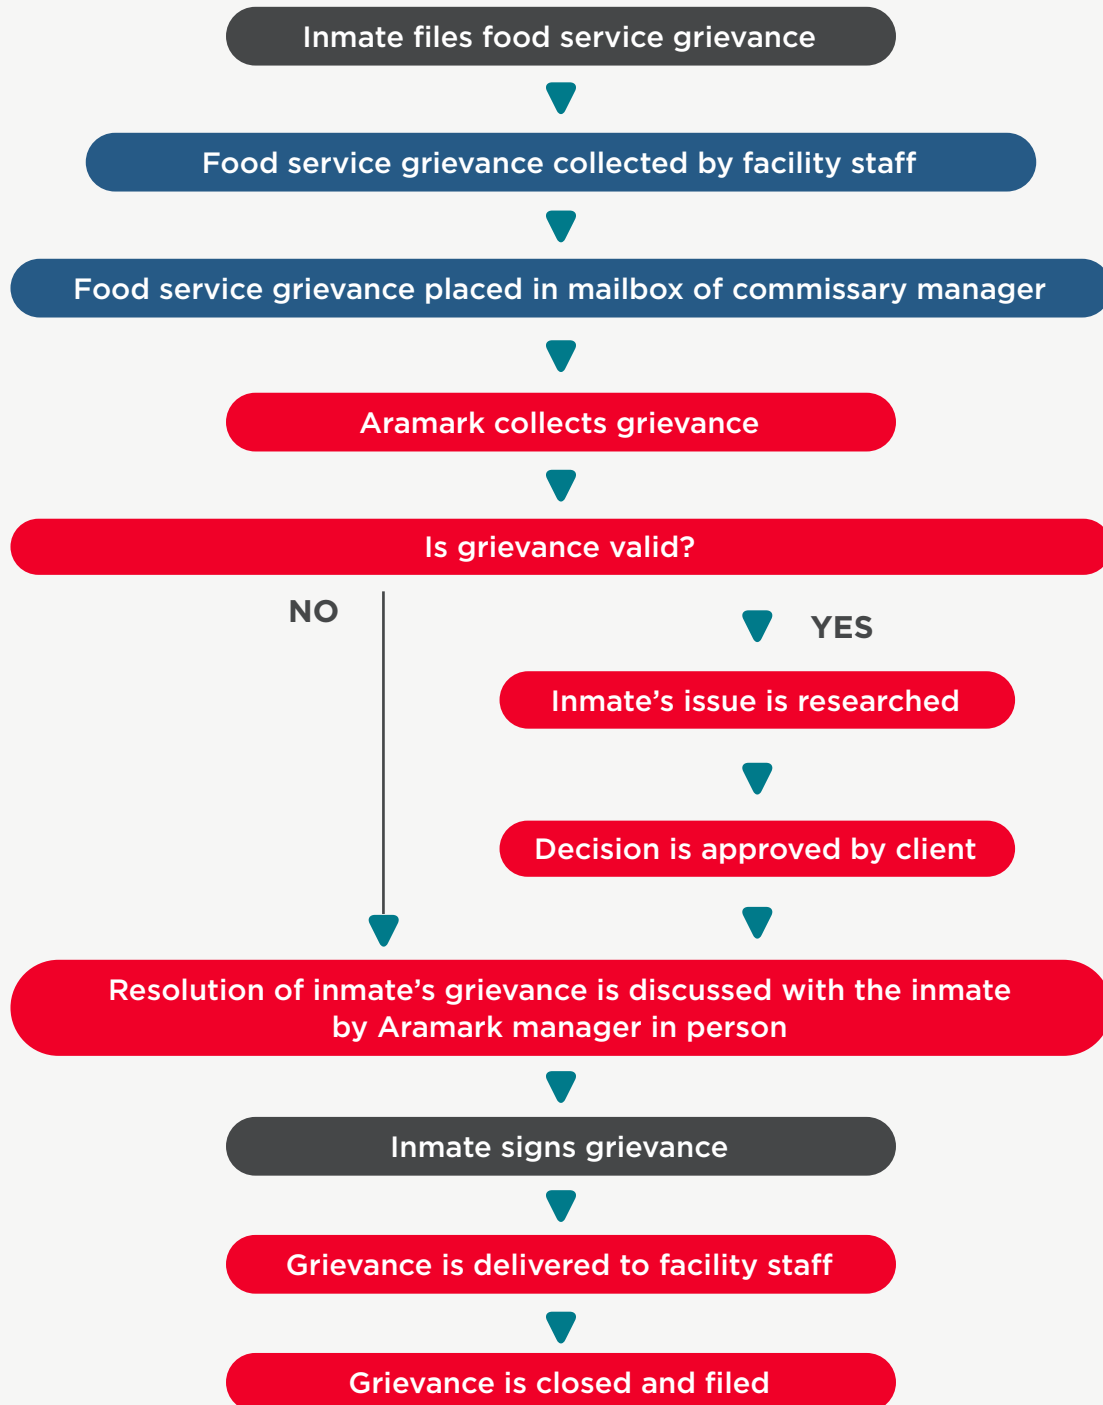 Inmate files food service grievance
Food service grievance collected by facility staff
Food service grievance placed in mailbox of commissary manager
Aramark collects grievance
Is grievance valid?
NO
YES
Inmate’s issue is researched
Decision is approved by client
Resolution of inmate’s grievance is discussed with the inmate
by Aramark manager in person
Inmate signs grievance
Grievance is delivered to facility staff
Grievance is closed and filed